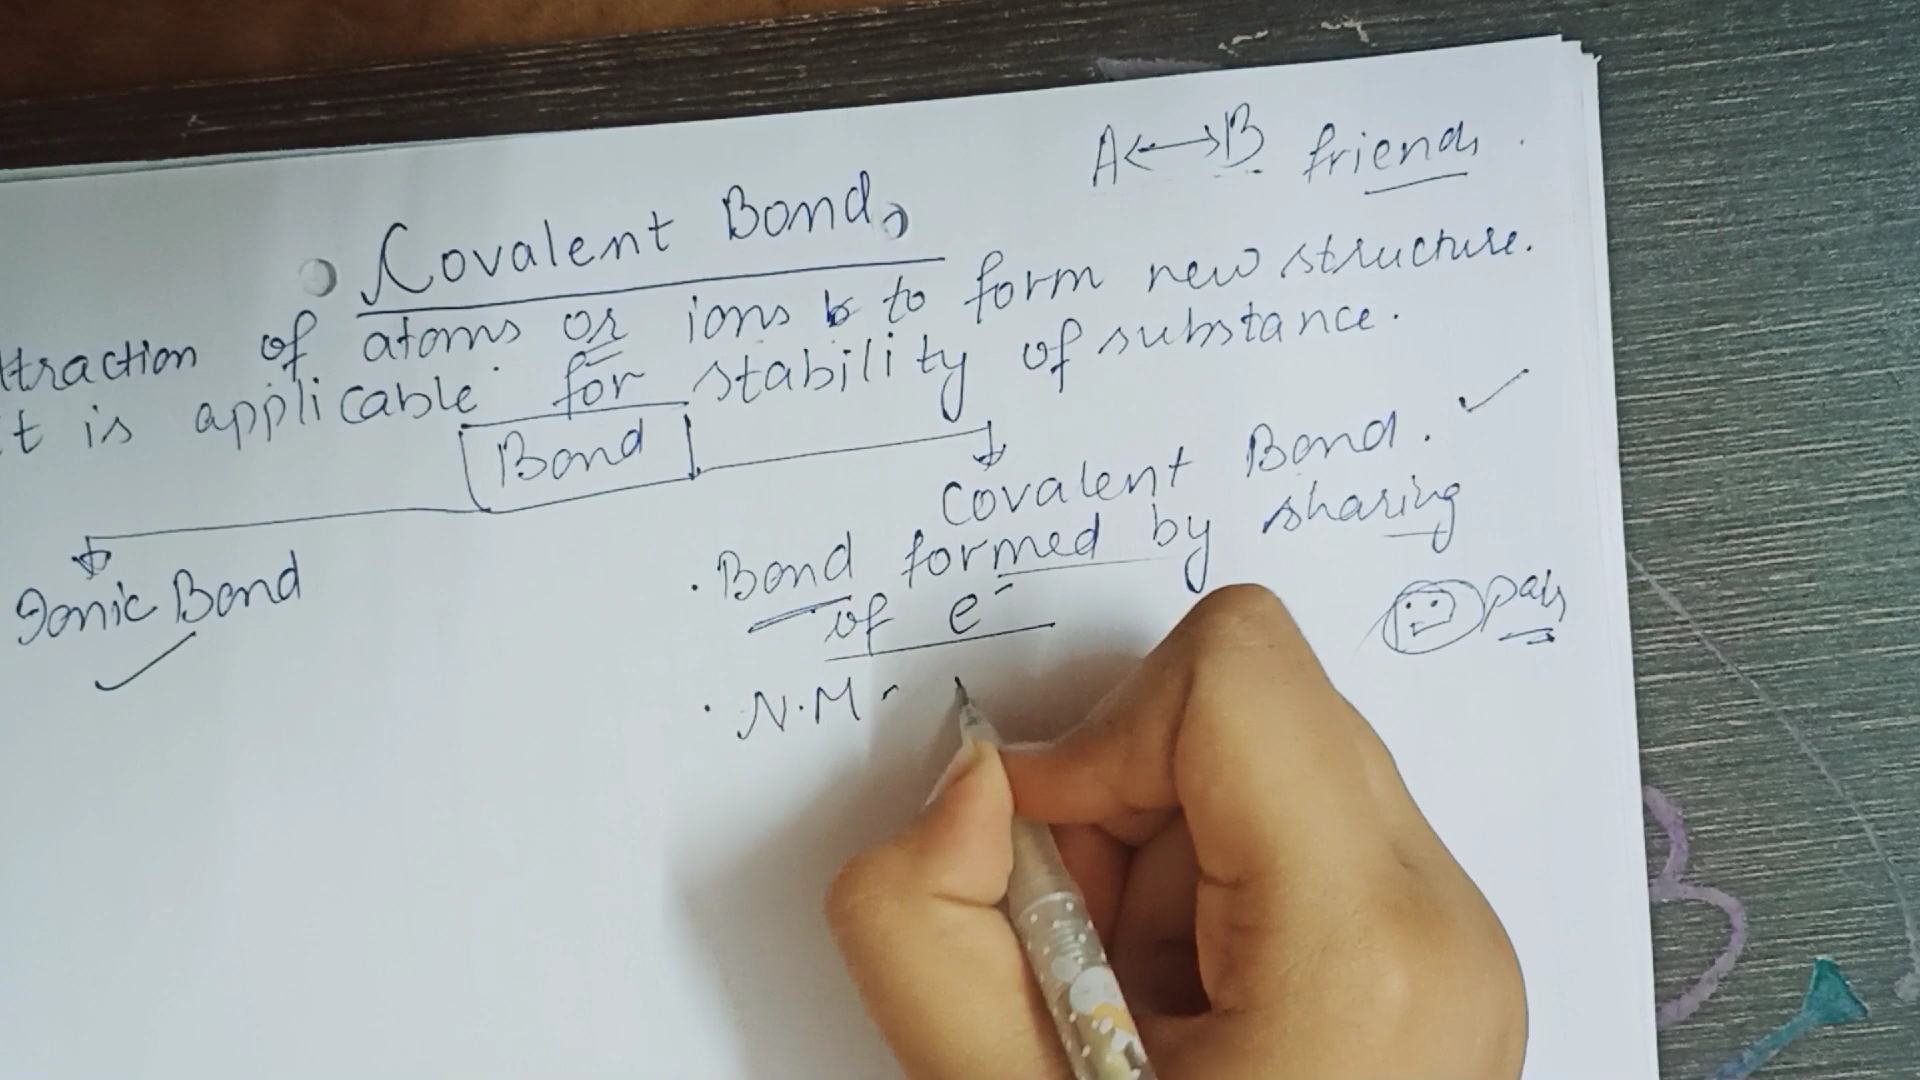 A↔B friends.
Covalent Bond
ttraction of atoms or ions to form new structure.
t is applicable for stability of substance.
Bond
Covalent Bond.
Ionic Bond
. Bond formed by sharing
of e-
. N.M -